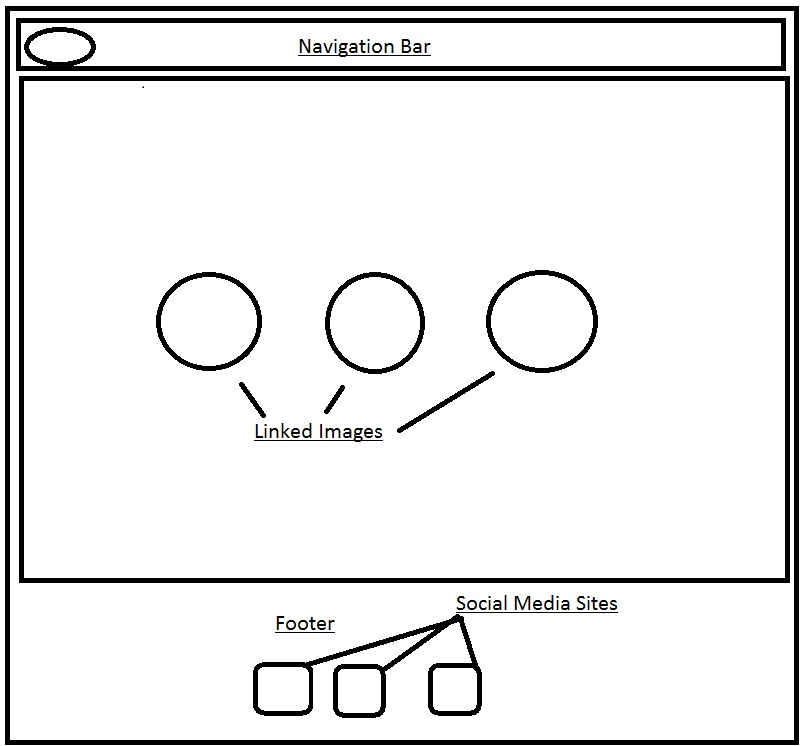 Navigation Bar
Linked Images
Social Media Sites
Footer